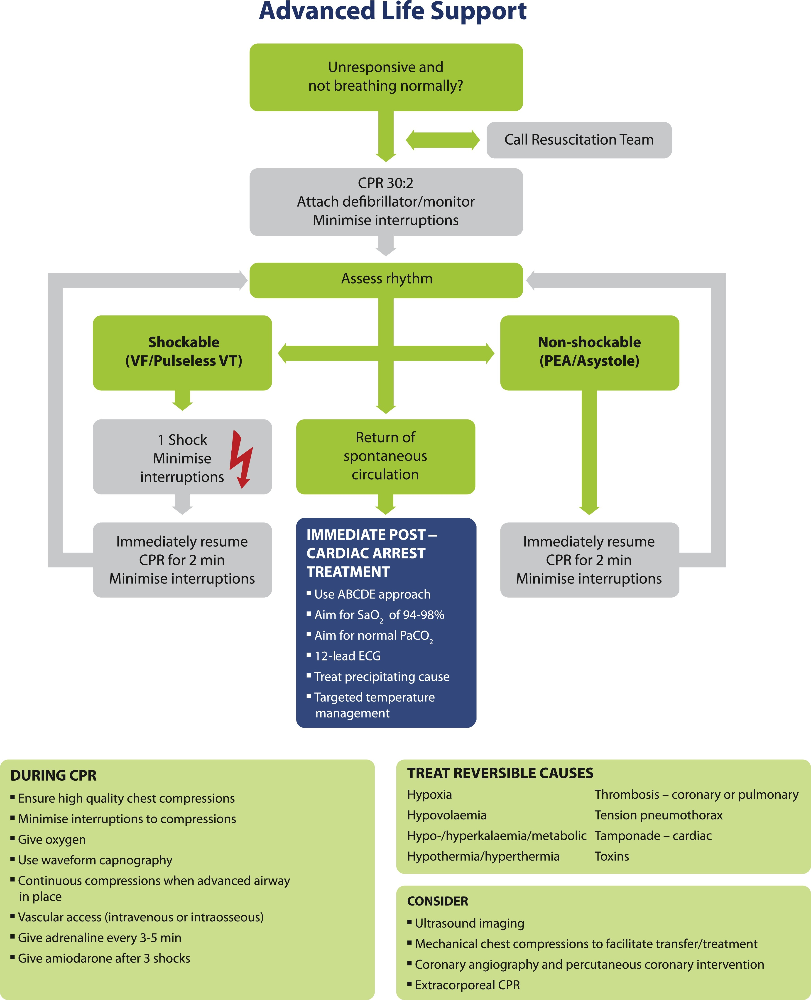 Advanced Life Support
Unresponsive and
not breathing normally?
Call Resuscitation Team
CPR 30:2
Attach defibrillator/monitor
Minimise interruptions
Assess rhythm
Shockable
(VF/Pulseless VT)
Non-shockable
(PEA/Asystole)
1 Shock
Minimise
interruptions
Return of
spontaneous
circulation
Immediately resume
CPR for 2 min
Minimise interruptions
IMMEDIATE POST –
CARDIAC ARREST
TREATMENT
▪ Use ABCDE approach
▪ Aim for SaO₂ of 94-98%
▪ Aim for normal PaCO₂
▪ 12-lead ECG
▪ Treat precipitating cause
▪ Targeted temperature
management
Immediately resume
CPR for 2 min
Minimise interruptions
DURING CPR
▪ Ensure high quality chest compressions
▪ Minimise interruptions to compressions
▪ Give oxygen
▪ Use waveform capnography
▪ Continuous compressions when advanced airway
in place
▪ Vascular access (intravenous or intraosseous)
▪ Give adrenaline every 3-5 min
▪ Give amiodarone after 3 shocks
TREAT REVERSIBLE CAUSES
Hypoxia
Hypovolaemia
Hypo-/hyperkalaemia/metabolic
Hypothermia/hyperthermia
Thrombosis – coronary or pulmonary
Tension pneumothorax
Tamponade – cardiac
Toxins
CONSIDER
▪ Ultrasound imaging
▪ Mechanical chest compressions to facilitate transfer/treatment
▪ Coronary angiography and percutaneous coronary intervention
▪ Extracorporeal CPR